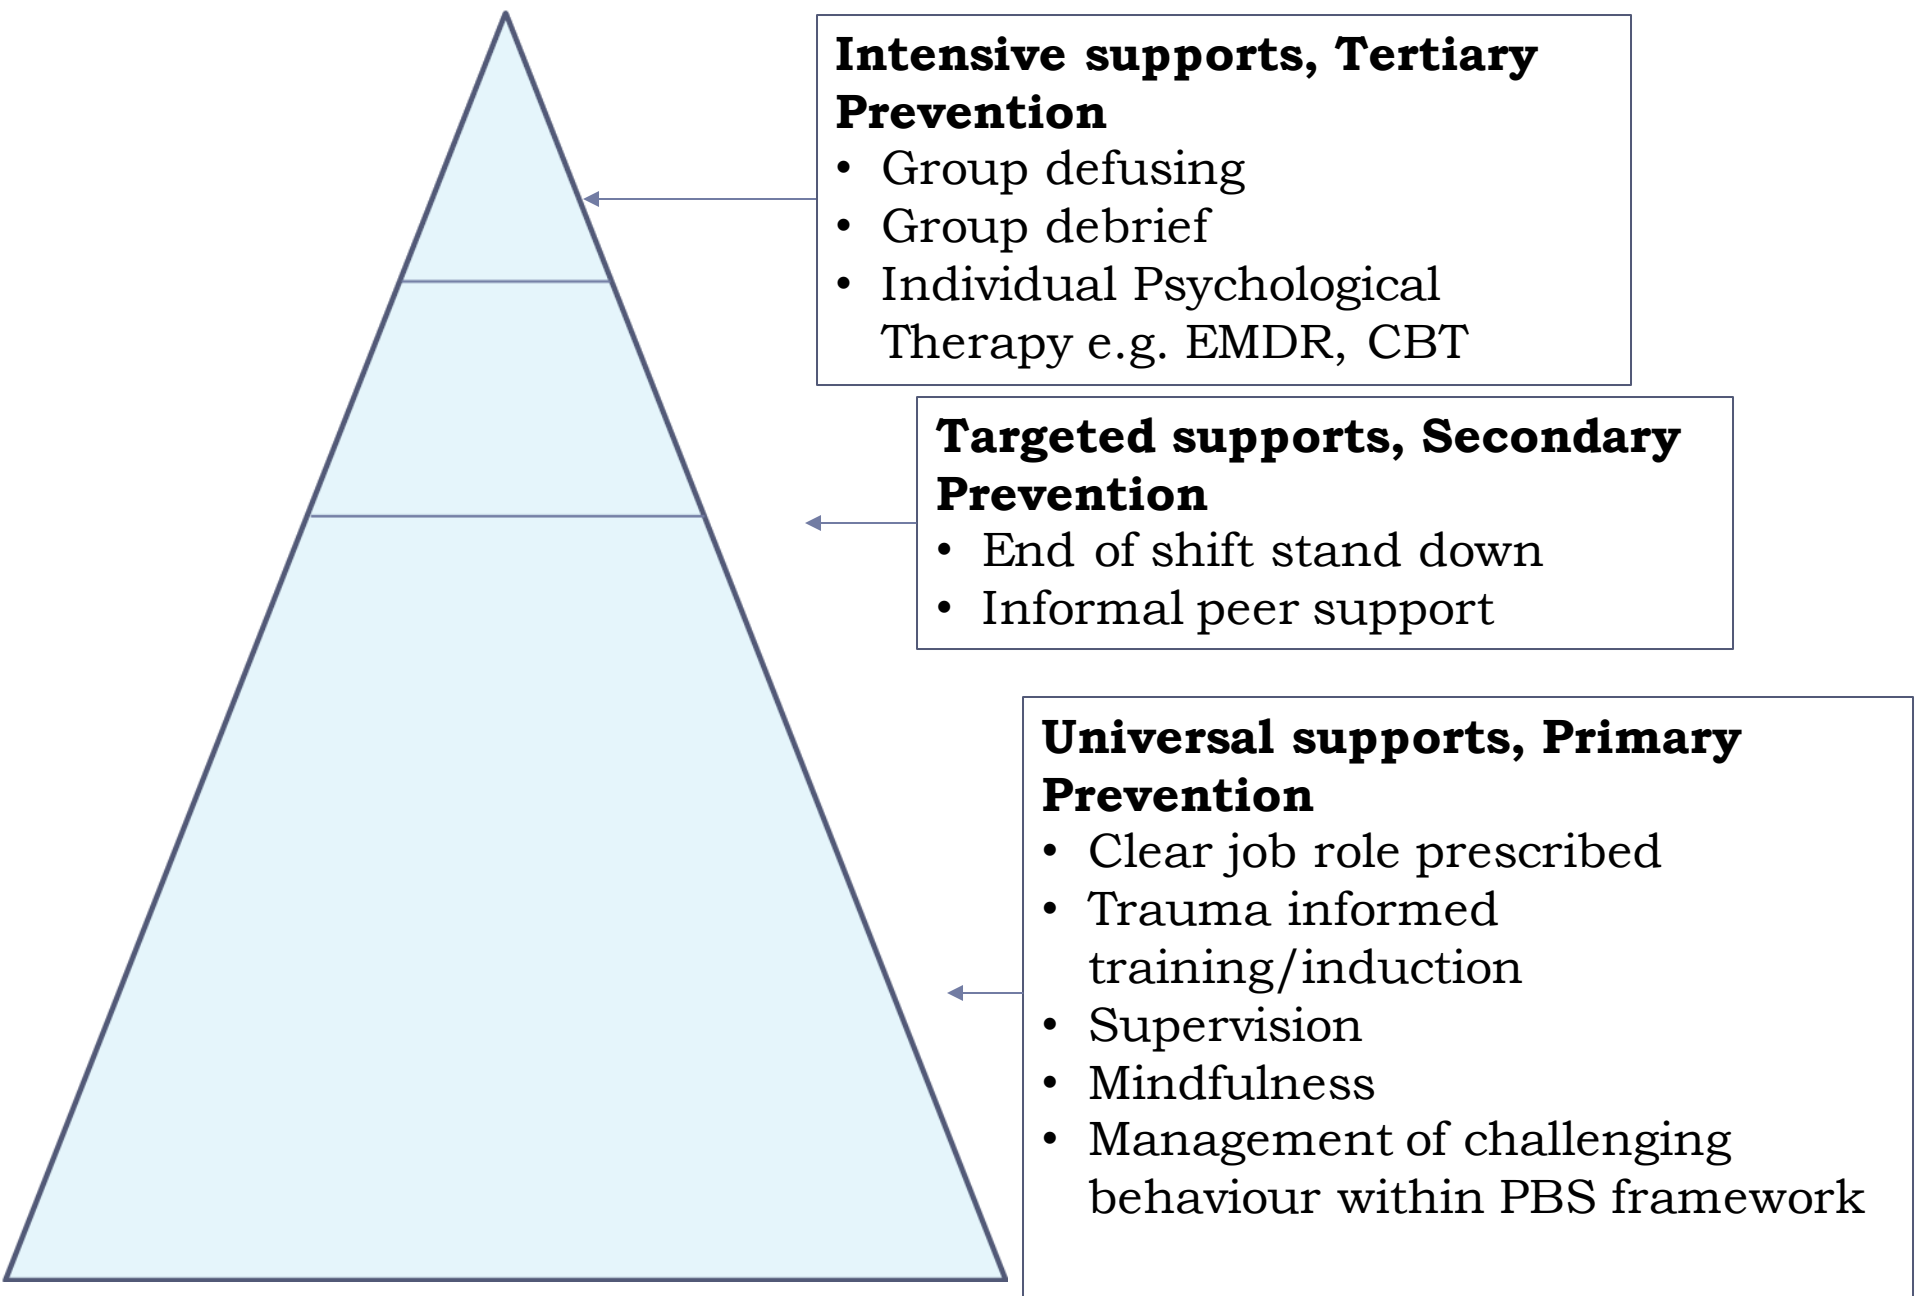 Intensive supports, Tertiary
Prevention
• Group defusing
• Group debrief
• Individual Psychological
Therapy e.g. EMDR, CBT
Targeted supports, Secondary
Prevention
• End of shift stand down
• Informal peer support
Universal supports, Primary
Prevention
• Clear job role prescribed
• Trauma informed
training/induction
• Supervision
• Mindfulness
• Management of challenging
behaviour within PBS framework